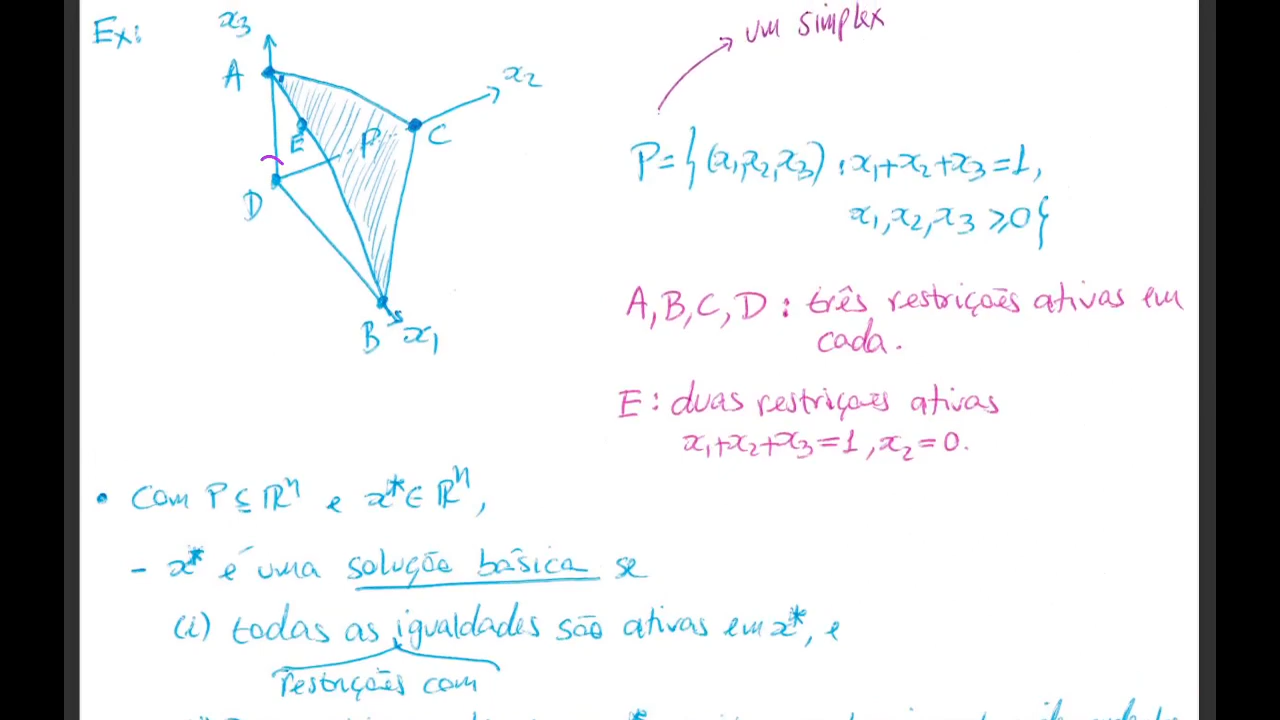 Ex:
x3
A
x2
E
P
C
D
B
x1
um simplex
P={(x1,x2,x3) : x1+x2+x3=1,
x1,x2,x3 ≥0}
A,B,C,D : três restrições ativas em
cada.
E: duas restrições ativas
x1+x2+x3=1, x2=0.
• Com P⊆ℝⁿ e x*∈ℝⁿ,
- x* é uma solução básica se
(i) todas as igualdades são ativas em x*, e
restrições com